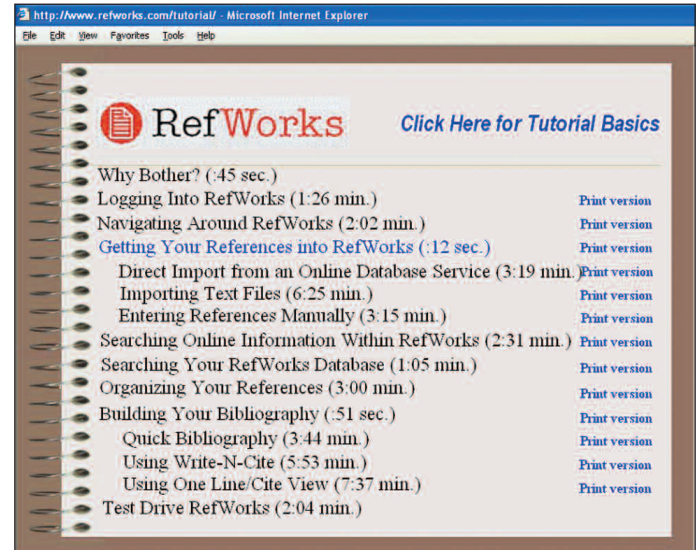 http://www.refworks.com/tutorial/ - Microsoft Internet Explorer
File Edit View Favorites Tools Help
RefWorks Click Here for Tutorial Basics
Why Bother? (:45 sec.)
Logging Into RefWorks (1:26 min.) Print version
Navigating Around RefWorks (2:02 min.) Print version
Getting Your References into RefWorks (:12 sec.) Print version
Direct Import from an Online Database Service (3:19 min.) Print version
Importing Text Files (6:25 min.) Print version
Entering References Manually (3:15 min.) Print version
Searching Online Information Within RefWorks (2:31 min.) Print version
Searching Your RefWorks Database (1:05 min.) Print version
Organizing Your References (3:00 min.) Print version
Building Your Bibliography (:51 sec.) Print version
Quick Bibliography (3:44 min.) Print version
Using Write-N-Cite (5:53 min.) Print version
Using One Line/Cite View (7:37 min.) Print version
Test Drive RefWorks (2:04 min.)